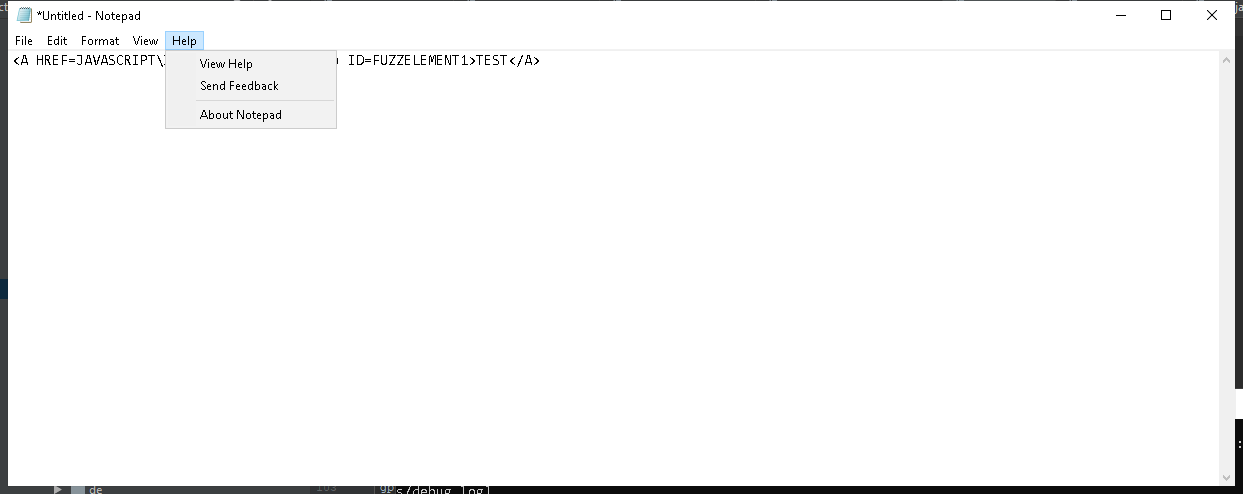 *Untitled - Notepad
File Edit Format View Help
<A HREF=JAVASCRIPT\ ID=FUZZELEMENT1>TEST</A>
View Help
Send Feedback
About Notepad
de 103 s/debug.log]